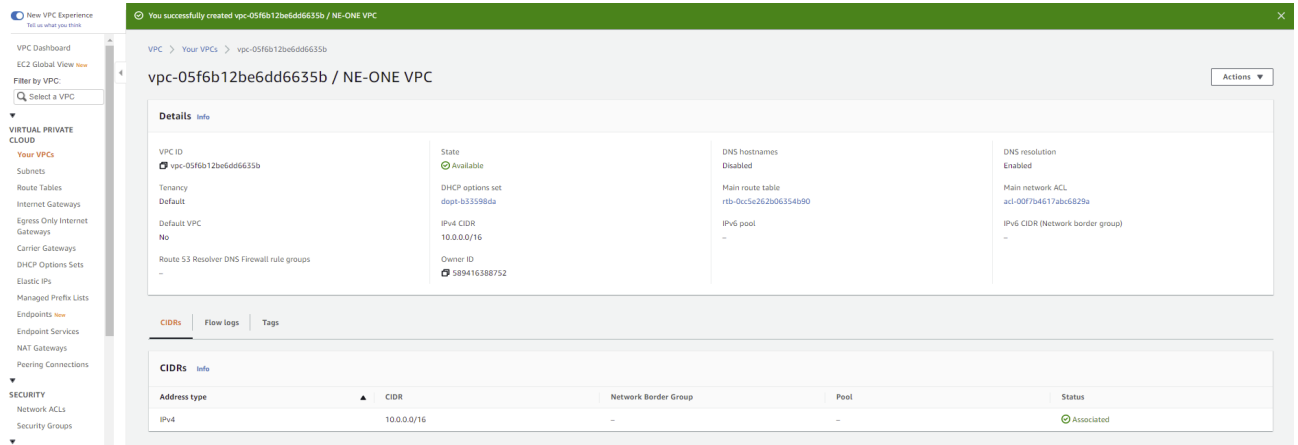 New VPC Experience
Tell us what you think
You successfully created vpc-05f6b12be6dd6635b / NE-ONE VPC
VPC Dashboard
EC2 Global View New
Filter by VPC:
Select a VPC
VIRTUAL PRIVATE
CLOUD
Your VPCs
Subnets
Route Tables
Internet Gateways
Egress Only Internet
Gateways
Carrier Gateways
DHCP Options Sets
Elastic IPs
Managed Prefix Lists
Endpoints New
Endpoint Services
NAT Gateways
Peering Connections
SECURITY
Network ACLs
Security Groups
VPC > Your VPCs > vpc-05f6b12be6dd6635b
vpc-05f6b12be6dd6635b / NE-ONE VPC
Actions
Details Info
VPC ID
vpc-05f6b12be6dd6635b
State
Available
DNS hostnames
Disabled
DNS resolution
Enabled
Tenancy
Default
DHCP options set
dopt-b33598da
Main route table
rtb-0cc5e262b06354b90
Main network ACL
acl-00f7b4617abc6829a
Default VPC
No
IPv4 CIDR
10.0.0.0/16
IPv6 pool
–
IPv6 CIDR (Network border group)
–
Route 53 Resolver DNS Firewall rule groups
–
Owner ID
589416388752
CIDRs Flow logs Tags
CIDRs Info
Address type CIDR Network Border Group Pool Status
IPv4 10.0.0.0/16 – – Associated